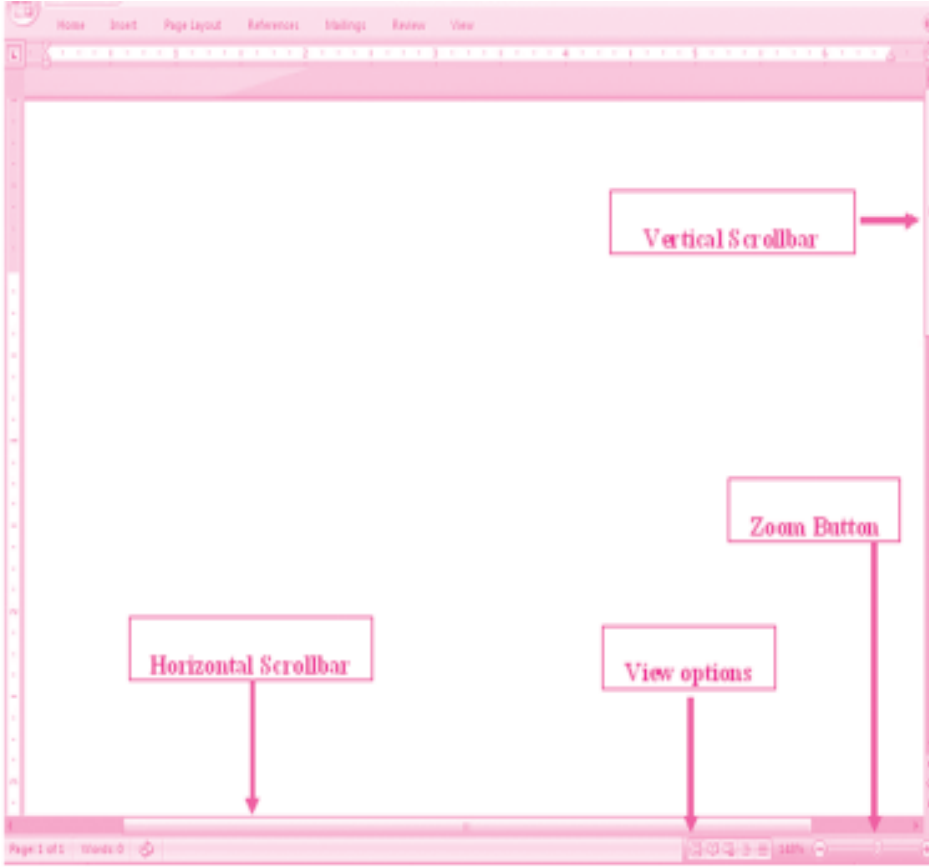 Home Insert Page Layout References Mailings Review View
Vertical Scrollbar
Zoom Button
Horizontal Scrollbar
View options
Page: 1 of 1 Words: 0